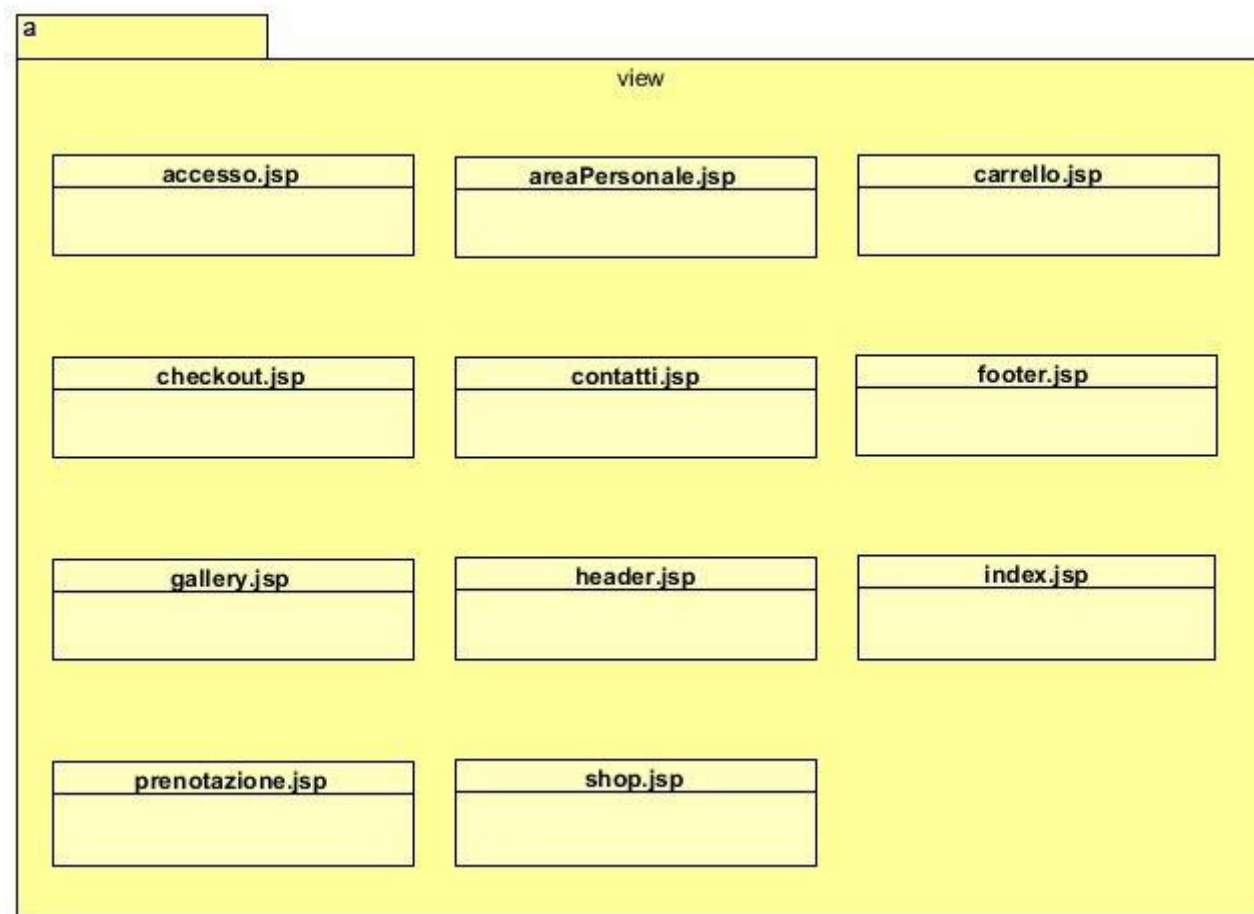 a
view
accesso.jsp
areaPersonale.jsp
carrello.jsp
checkout.jsp
contatti.jsp
footer.jsp
gallery.jsp
header.jsp
index.jsp
prenotazione.jsp
shop.jsp